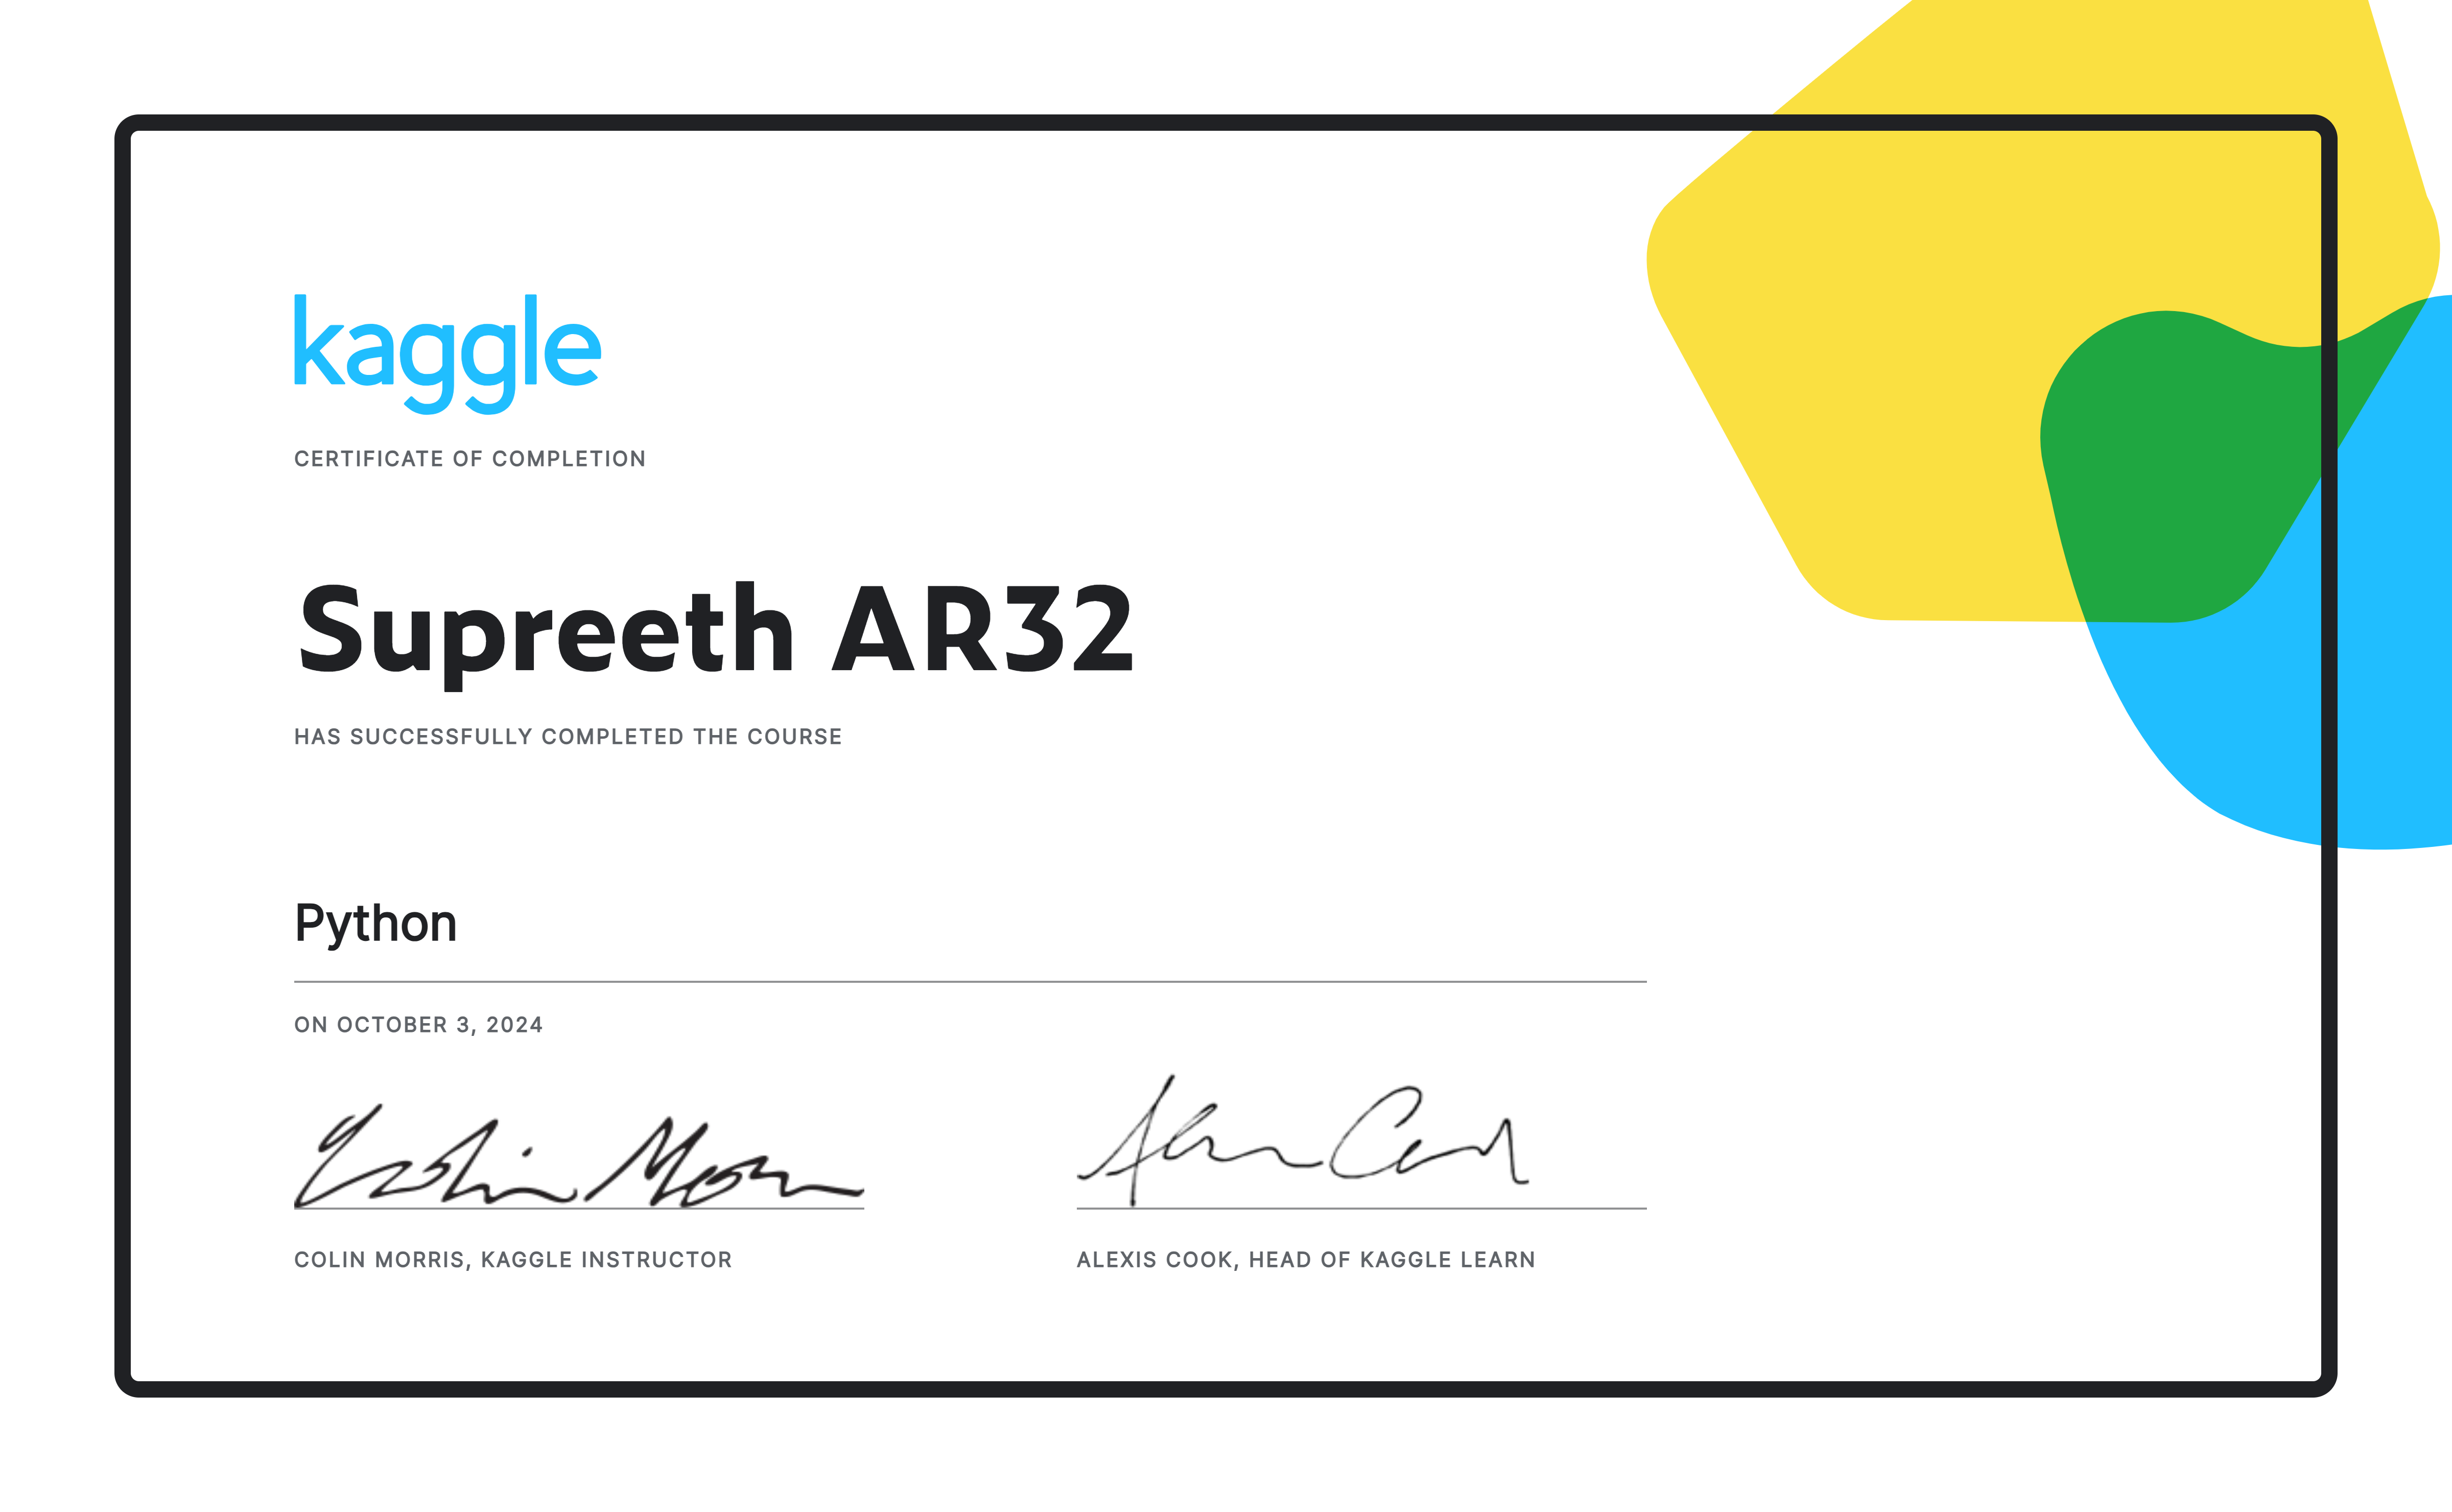 kaggle
CERTIFICATE OF COMPLETION
Supreeth AR32
HAS SUCCESSFULLY COMPLETED THE COURSE
Python
ON OCTOBER 3, 2024
COLIN MORRIS, KAGGLE INSTRUCTOR
ALEXIS COOK, HEAD OF KAGGLE LEARN